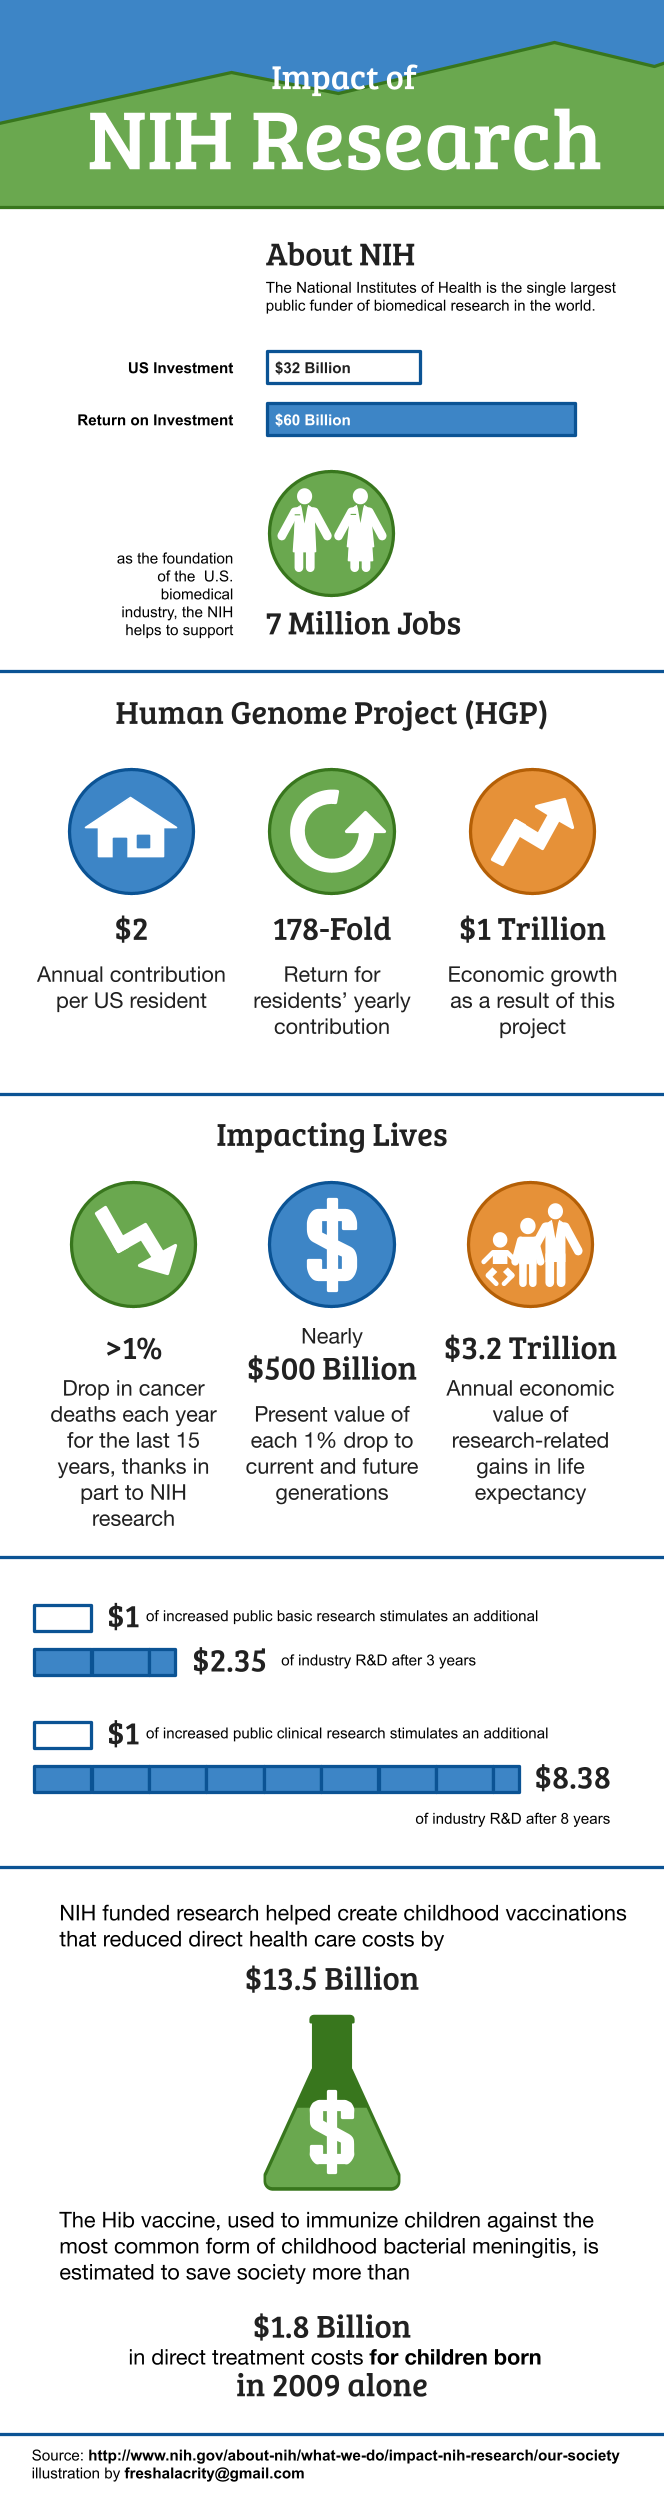 Impact of
NIH Research
About NIH
The National Institutes of Health is the single largest
public funder of biomedical research in the world.
US Investment
$32 Billion
Return on Investment
$60 Billion
as the foundation
of the U.S.
biomedical
industry, the NIH
helps to support
7 Million Jobs
Human Genome Project (HGP)
$2
Annual contribution
per US resident
178-Fold
Return for
residents' yearly
contribution
$1 Trillion
Economic growth
as a result of this
project
Impacting Lives
>1%
Drop in cancer
deaths each year
for the last 15
years, thanks in
part to NIH
research
$
Nearly
$500 Billion
Present value of
each 1% drop to
current and future
generations
$3.2 Trillion
Annual economic
value of
research-related
gains in life
expectancy
$1 of increased public basic research stimulates an additional
$2.35 of industry R&D after 3 years
$1 of increased public clinical research stimulates an additional
$8.38
of industry R&D after 8 years
NIH funded research helped create childhood vaccinations
that reduced direct health care costs by
$13.5 Billion
$
The Hib vaccine, used to immunize children against the
most common form of childhood bacterial meningitis, is
estimated to save society more than
$1.8 Billion
in direct treatment costs for children born
in 2009 alone
Source: http://www.nih.gov/about-nih/what-we-do/impact-nih-research/our-society
illustration by freshalacrity@gmail.com